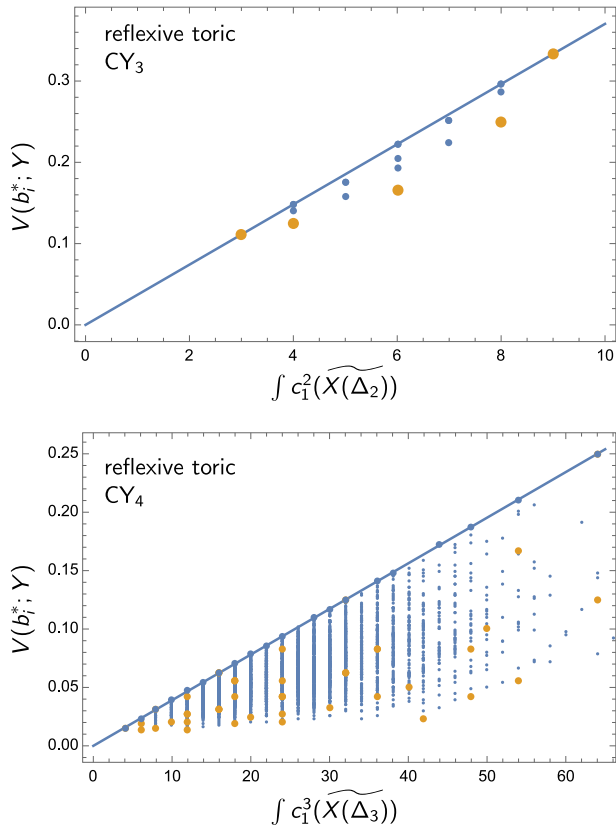 reflexive toric
CY₃
V(b*ᵢ; Y)
0.3
0.2
0.1
0.0
0 2 4 6 8 10
∫ c₁²(X(Δ₂)~)
reflexive toric
CY₄
V(b*ᵢ; Y)
0.25
0.20
0.15
0.10
0.05
0.00
0 10 20 30 40 50 60
∫ c₁³(X(Δ₃)~)